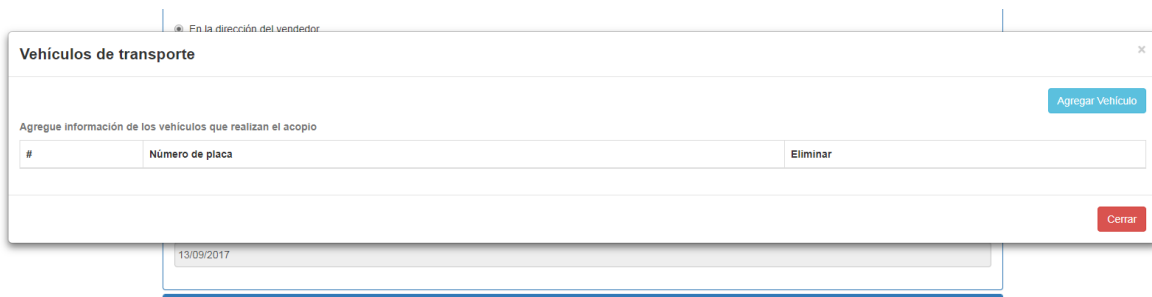 En la dirección del vendedor
Vehículos de transporte
×
Agregar Vehículo
Agregue información de los vehículos que realizan el acopio
# Número de placa Eliminar
Cerrar
13/09/2017